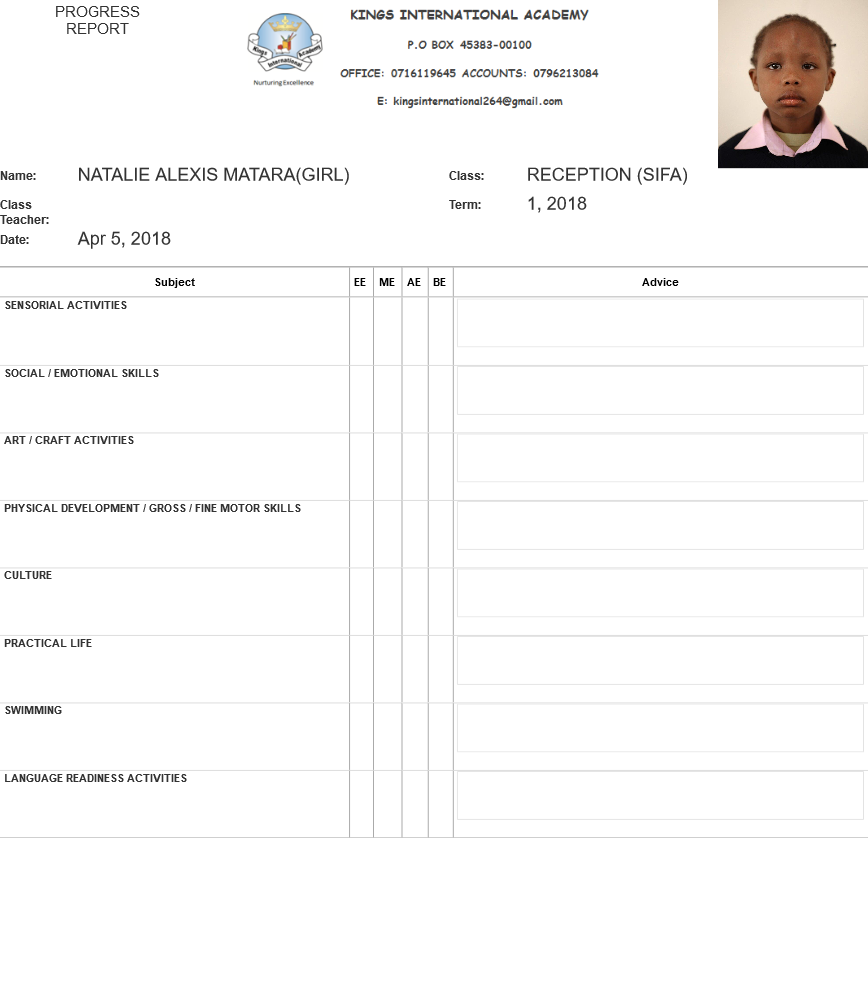 PROGRESS
REPORT
Kings International Academy
Nurturing Excellence
KINGS INTERNATIONAL ACADEMY
P.O BOX 45383-00100
OFFICE: 0716119645 ACCOUNTS: 0796213084
E: kingsinternational264@gmail.com
Name: NATALIE ALEXIS MATARA(GIRL) Class: RECEPTION (SIFA)
Class
Teacher:
Term: 1, 2018
Date: Apr 5, 2018
Subject EE ME AE BE Advice
SENSORIAL ACTIVITIES
SOCIAL / EMOTIONAL SKILLS
ART / CRAFT ACTIVITIES
PHYSICAL DEVELOPMENT / GROSS / FINE MOTOR SKILLS
CULTURE
PRACTICAL LIFE
SWIMMING
LANGUAGE READINESS ACTIVITIES